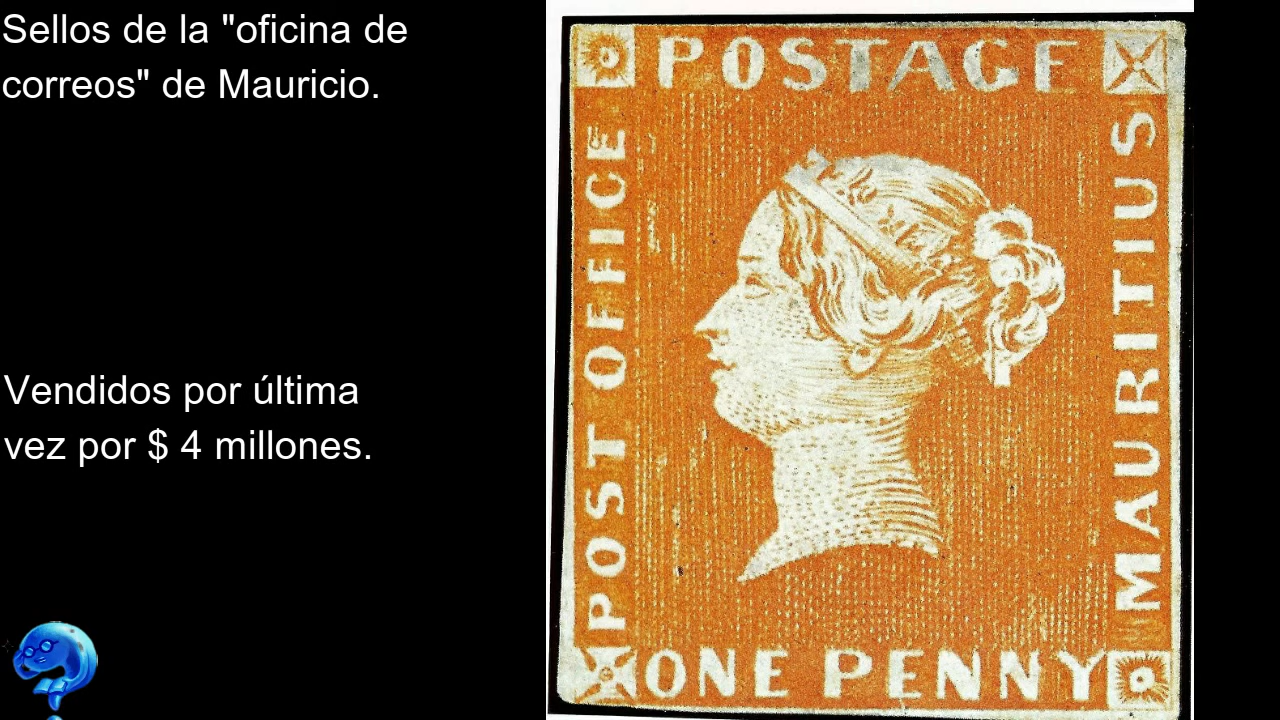 Sellos de la "oficina de
correos" de Mauricio.
Vendidos por última
vez por $ 4 millones.
POSTAGE
POST OFFICE
MAURITIUS
ONE PENNY